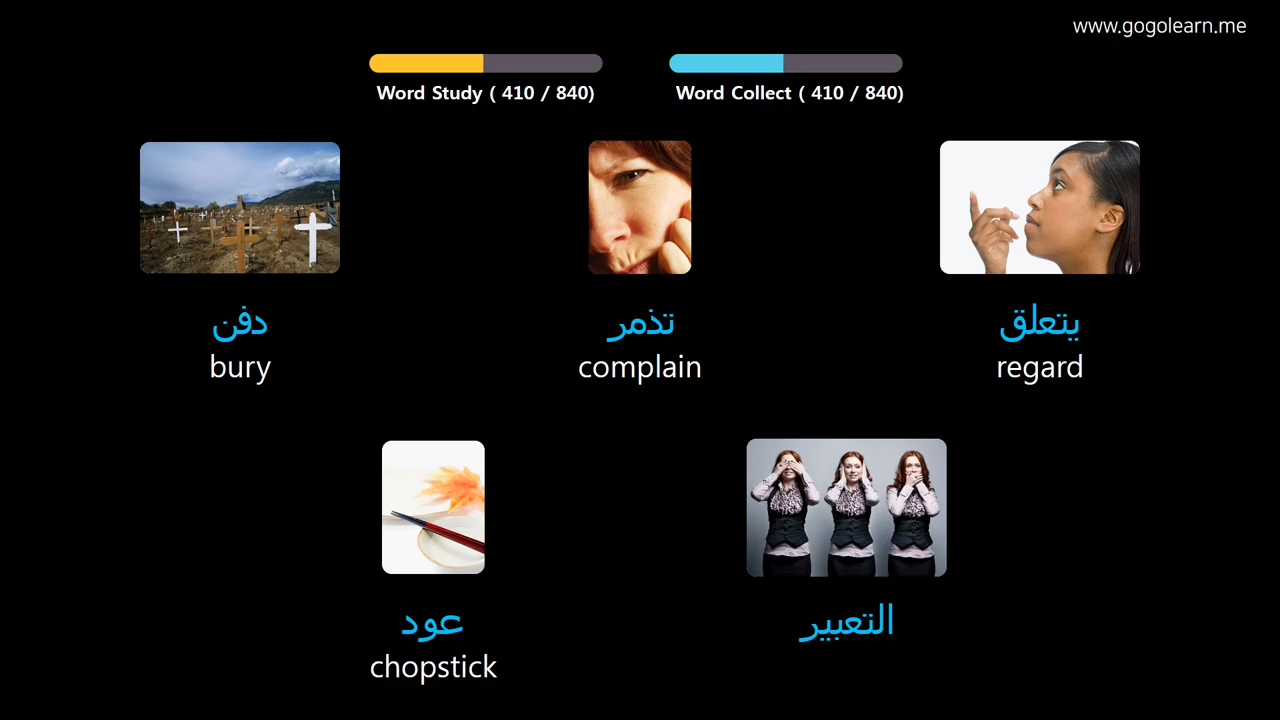 www.gogolearn.me
Word Study ( 410 / 840)
Word Collect ( 410 / 840)
دفن
bury
تذمر
complain
يتعلق
regard
عود
chopstick
التعبير